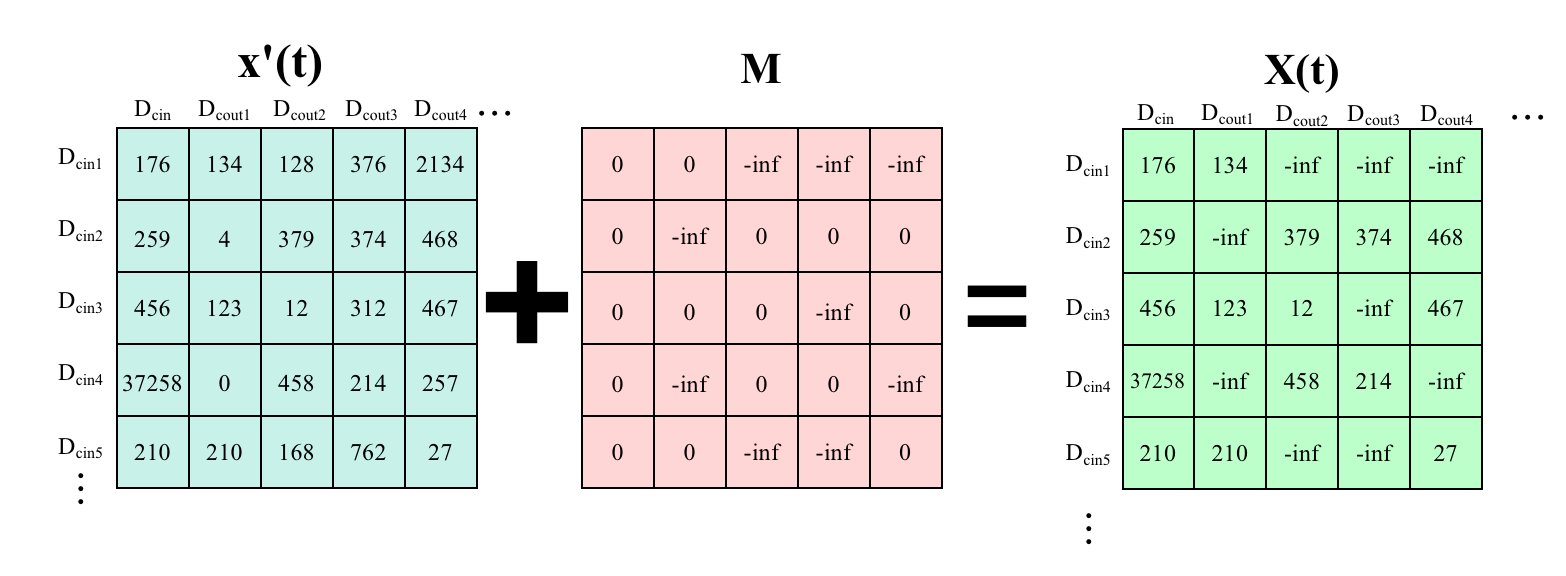 x'(t) M X(t)
Dcin Dcout1 Dcout2 Dcout3 Dcout4 ... Dcin Dcout1 Dcout2 Dcout3 Dcout4 ...
Dcin1 176 134 128 376 2134 0 0 -inf -inf -inf Dcin1 176 134 -inf -inf -inf
Dcin2 259 4 379 374 468 0 -inf 0 0 0 Dcin2 259 -inf 379 374 468
Dcin3 456 123 12 312 467 + 0 0 0 -inf 0 = Dcin3 456 123 12 -inf 467
Dcin4 37258 0 458 214 257 0 -inf 0 0 -inf Dcin4 37258 -inf 458 214 -inf
Dcin5 210 210 168 762 27 0 0 -inf -inf 0 Dcin5 210 210 -inf -inf 27
⋮ ⋮